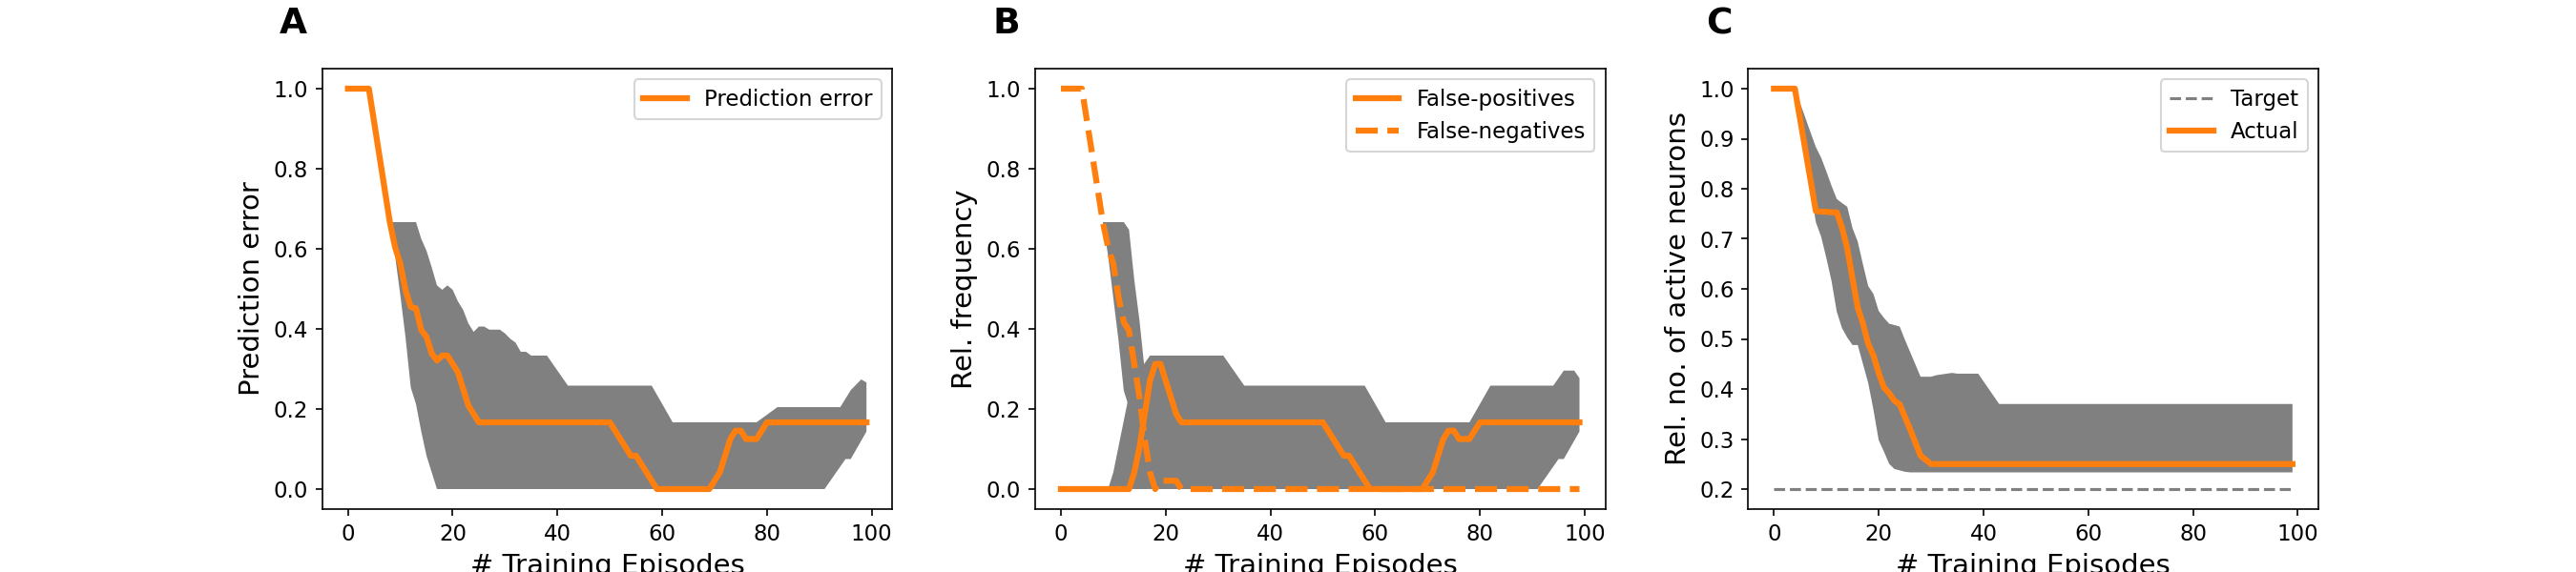 A
B
C
Prediction error
1.0
0.8
0.6
0.4
0.2
0.0
Prediction error
0
20
40
60
80
100
# Training Episodes
False-positives
False-negatives
1.0
0.8
0.6
0.4
0.2
0.0
Rel. frequency
0
20
40
60
80
100
# Training Episodes
Target
Actual
1.0
0.9
0.8
0.7
0.6
0.5
0.4
0.3
0.2
Rel. no. of active neurons
0
20
40
60
80
100
# Training Episodes